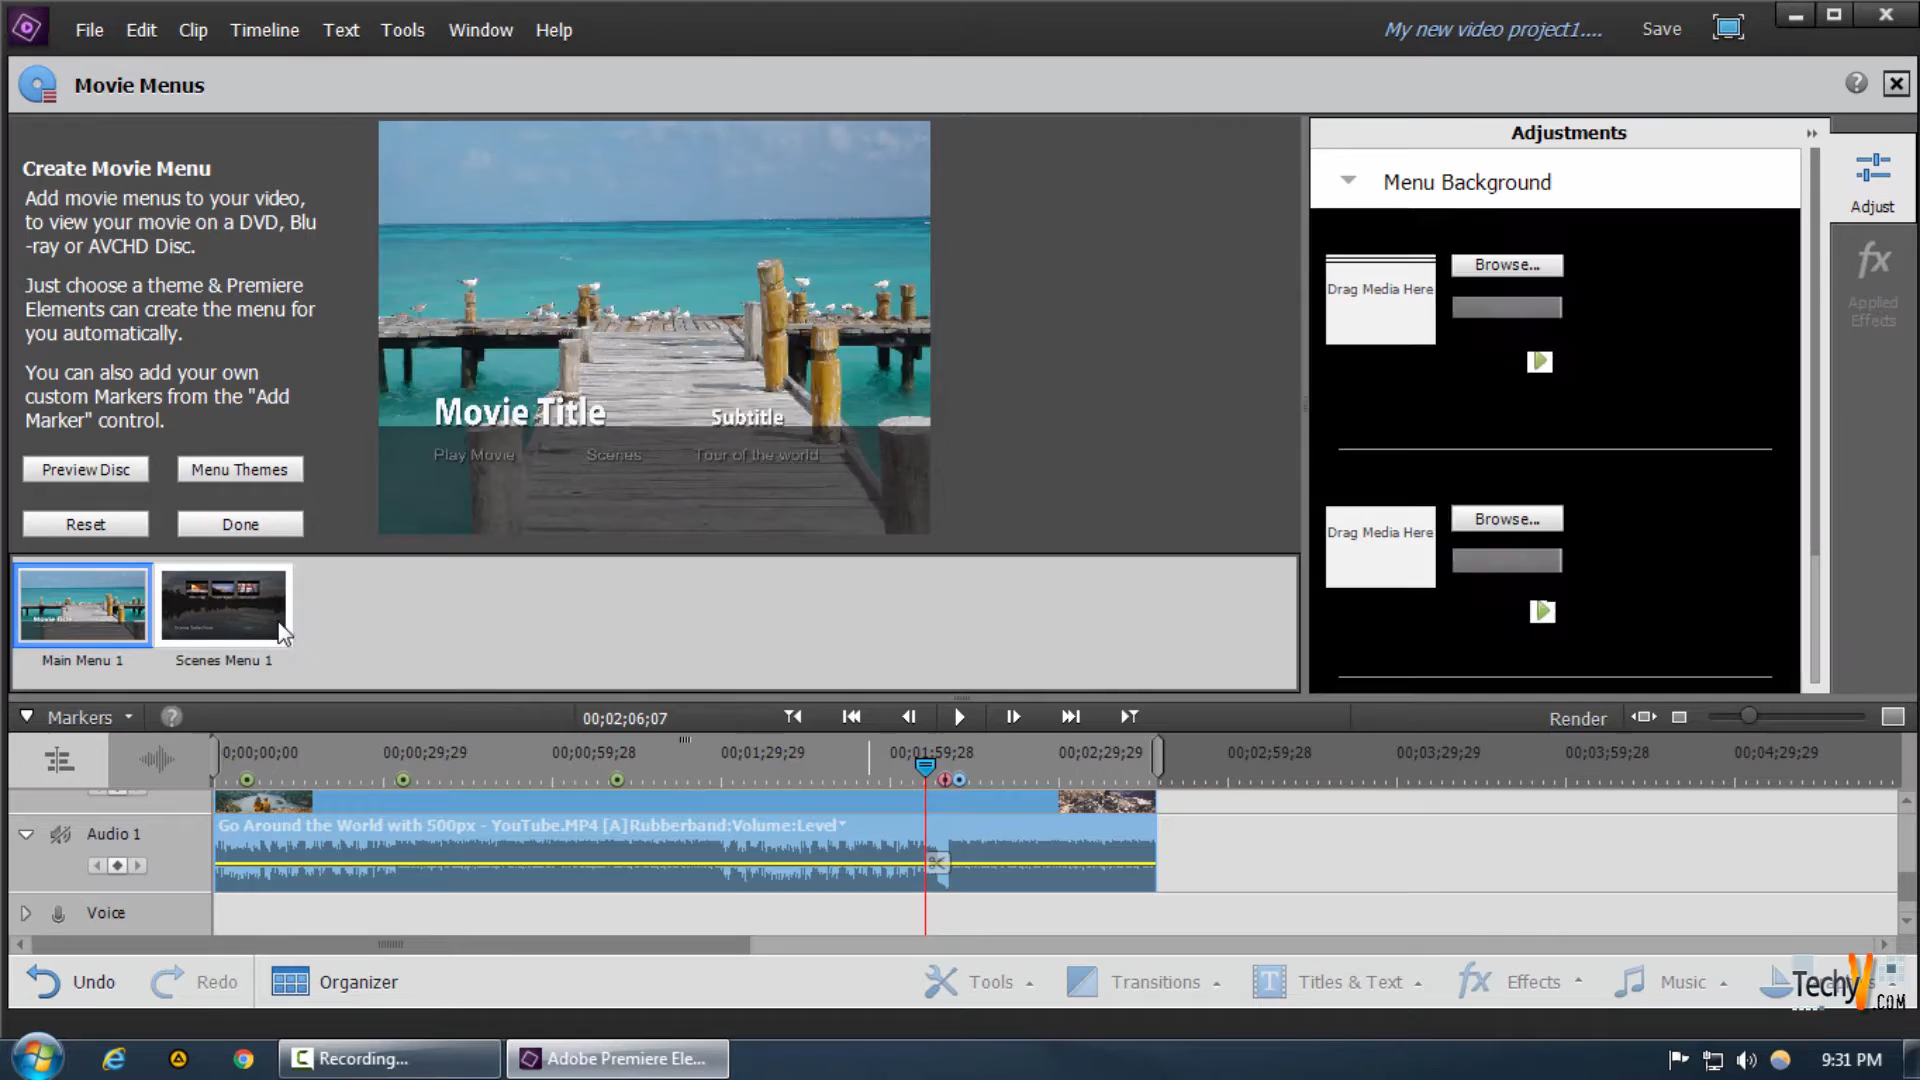 File Edit Clip Timeline Text Tools Window Help
My new video project1.... Save
Movie Menus
Create Movie Menu
Add movie menus to your video,
to view your movie on a DVD, Blu
-ray or AVCHD Disc.
Just choose a theme & Premiere
Elements can create the menu for
you automatically.
You can also add your own
custom Markers from the "Add
Marker" control.
Preview Disc Menu Themes
Reset Done
Movie Title Subtitle
Play Movie Scenes Tour of the world
Adjustments
Menu Background
Drag Media Here
Browse...
Drag Media Here
Browse...
Adjust
fx
Applied
Effects
Movie Title
Scene Selection
Main Menu 1 Scenes Menu 1
Markers 00;02;06;07 Render
0;00;00;00 00;00;29;29 00;00;59;28 00;01;29;29 00;01;59;28 00;02;29;29 00;02;59;28 00;03;29;29 00;03;59;28 00;04;29;29
Audio 1
Go Around the World with 500px - YouTube.MP4 [A]Rubberband:Volume:Level
Voice
Undo Redo Organizer Tools Transitions T Titles & Text fx Effects Music
TechyV.COM
Recording... Adobe Premiere Ele... 9:31 PM